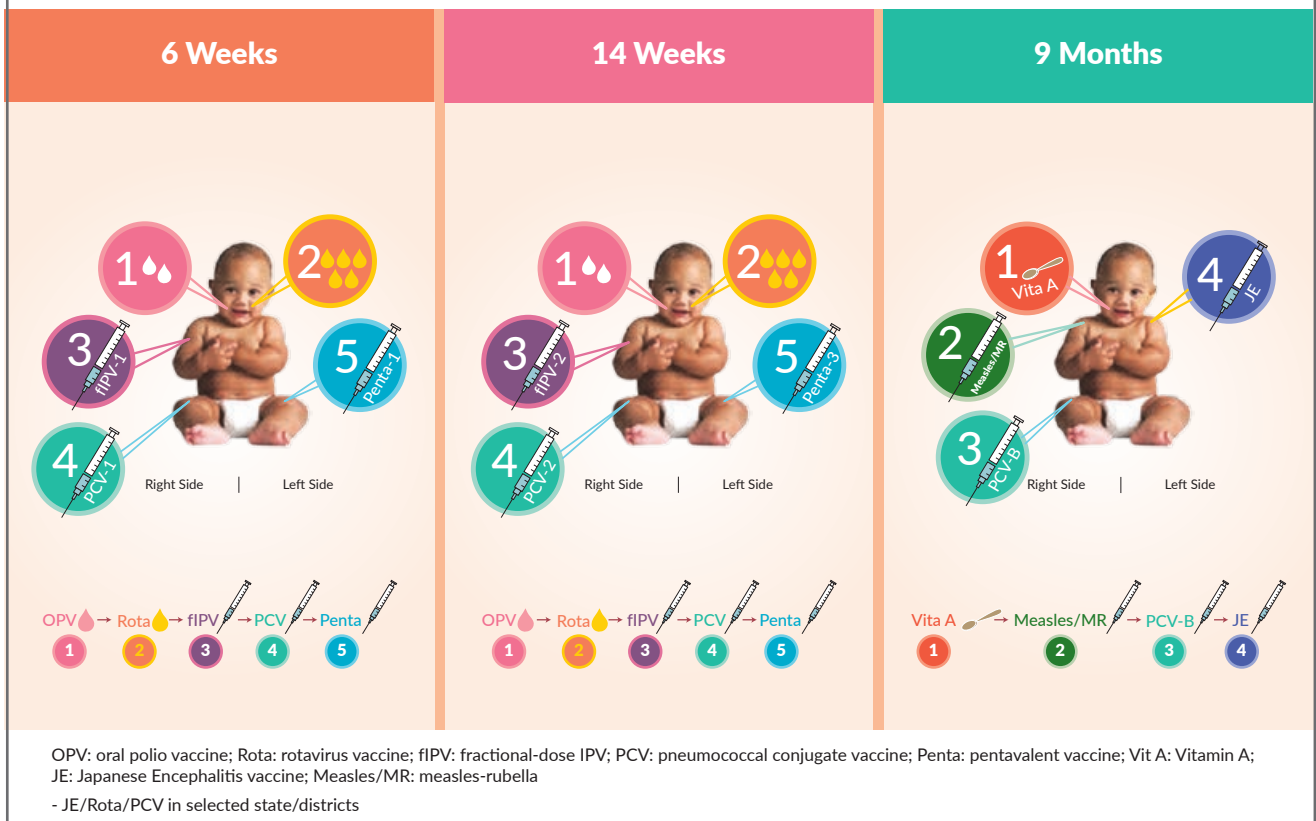 6 Weeks
1
2
3
fIPV-1
4
PCV-1
5
Penta-1
Right Side | Left Side
OPV → Rota → fIPV → PCV → Penta
1 2 3 4 5
14 Weeks
1
2
3
fIPV-2
4
PCV-2
5
Penta-3
Right Side | Left Side
OPV → Rota → fIPV → PCV → Penta
1 2 3 4 5
9 Months
1
Vita A
2
Measles/MR
3
PCV-B
4
JE
Right Side | Left Side
Vita A → Measles/MR → PCV-B → JE
1 2 3 4
OPV: oral polio vaccine; Rota: rotavirus vaccine; fIPV: fractional-dose IPV; PCV: pneumococcal conjugate vaccine; Penta: pentavalent vaccine; Vit A: Vitamin A;
JE: Japanese Encephalitis vaccine; Measles/MR: measles-rubella
- JE/Rota/PCV in selected state/districts